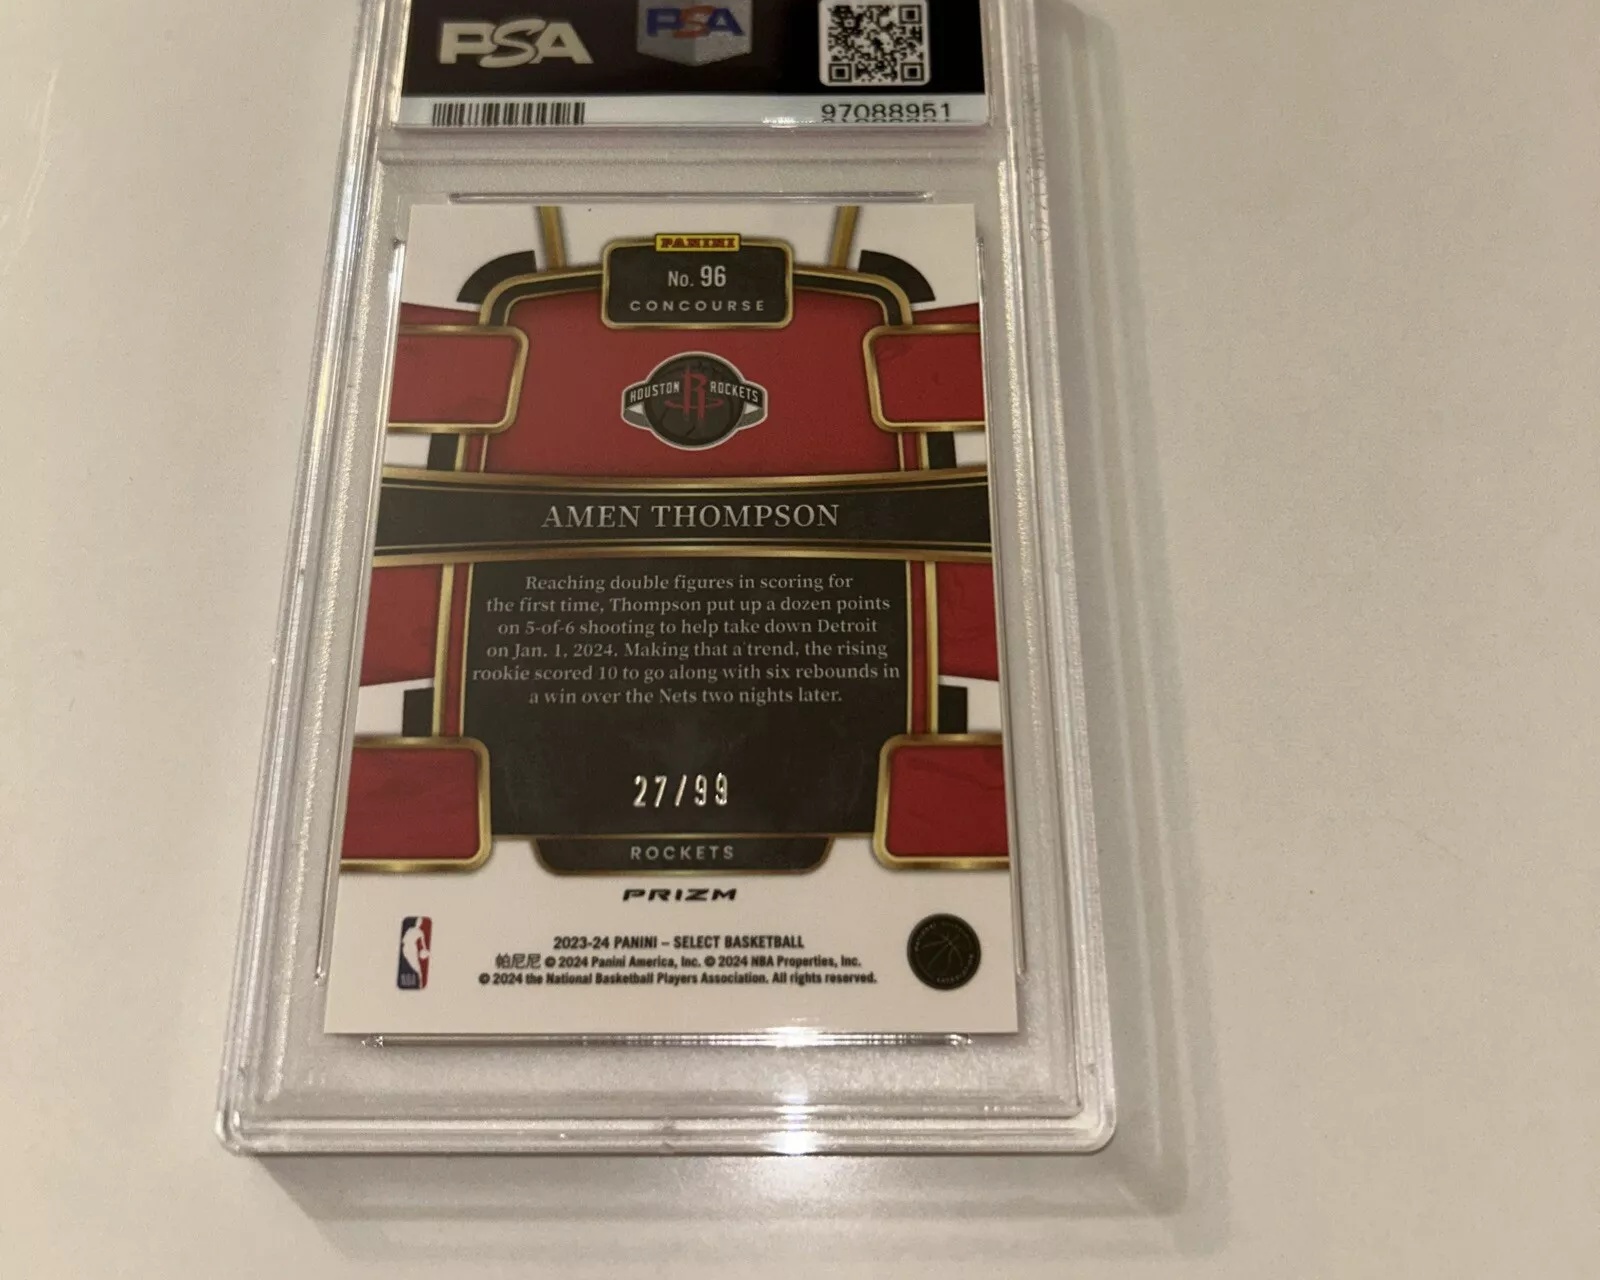 PSA
PSA
97088951
PANINI
No. 96
CONCOURSE
HOUSTON ROCKETS
AMEN THOMPSON
Reaching double figures in scoring for
the first time, Thompson put up a dozen points
on 5-of-6 shooting to help take down Detroit
on Jan. 1, 2024. Making that a trend, the rising
rookie scored 10 to go along with six rebounds in
a win over the Nets two nights later.
27/99
ROCKETS
PRIZM
2023-24 PANINI – SELECT BASKETBALL
帕尼尼 © 2024 Panini America, Inc. © 2024 NBA Properties, Inc.
© 2024 the National Basketball Players Association. All rights reserved.
NBA